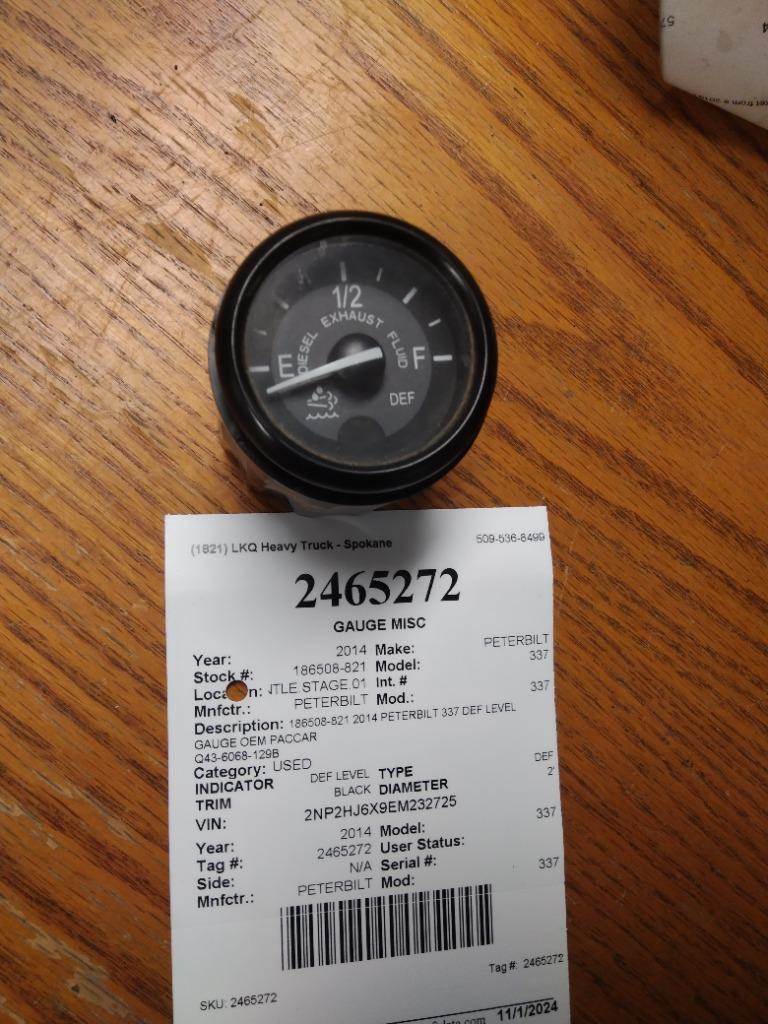 1/2
DIESEL EXHAUST FLUID
E F
DEF
(1821) LKQ Heavy Truck - Spokane 509-536-8499
2465272
GAUGE MISC
Year: 2014 Make: PETERBILT
Stock #: 186508-821 Model: 337
Loca n: NTLE.STAGE.01 Int. #
Mnfctr.: PETERBILT Mod.: 337
Description: 186508-821 2014 PETERBILT 337 DEF LEVEL
GAUGE OEM PACCAR
Q43-6068-129B
Category: USED
INDICATOR DEF LEVEL TYPE DEF
TRIM BLACK DIAMETER 2'
VIN: 2NP2HJ6X9EM232725
Year: 2014 Model: 337
Tag #: 2465272 User Status:
Side: N/A Serial #:
Mnfctr.: PETERBILT Mod: 337
Tag #: 2465272
SKU: 2465272
11/1/2024